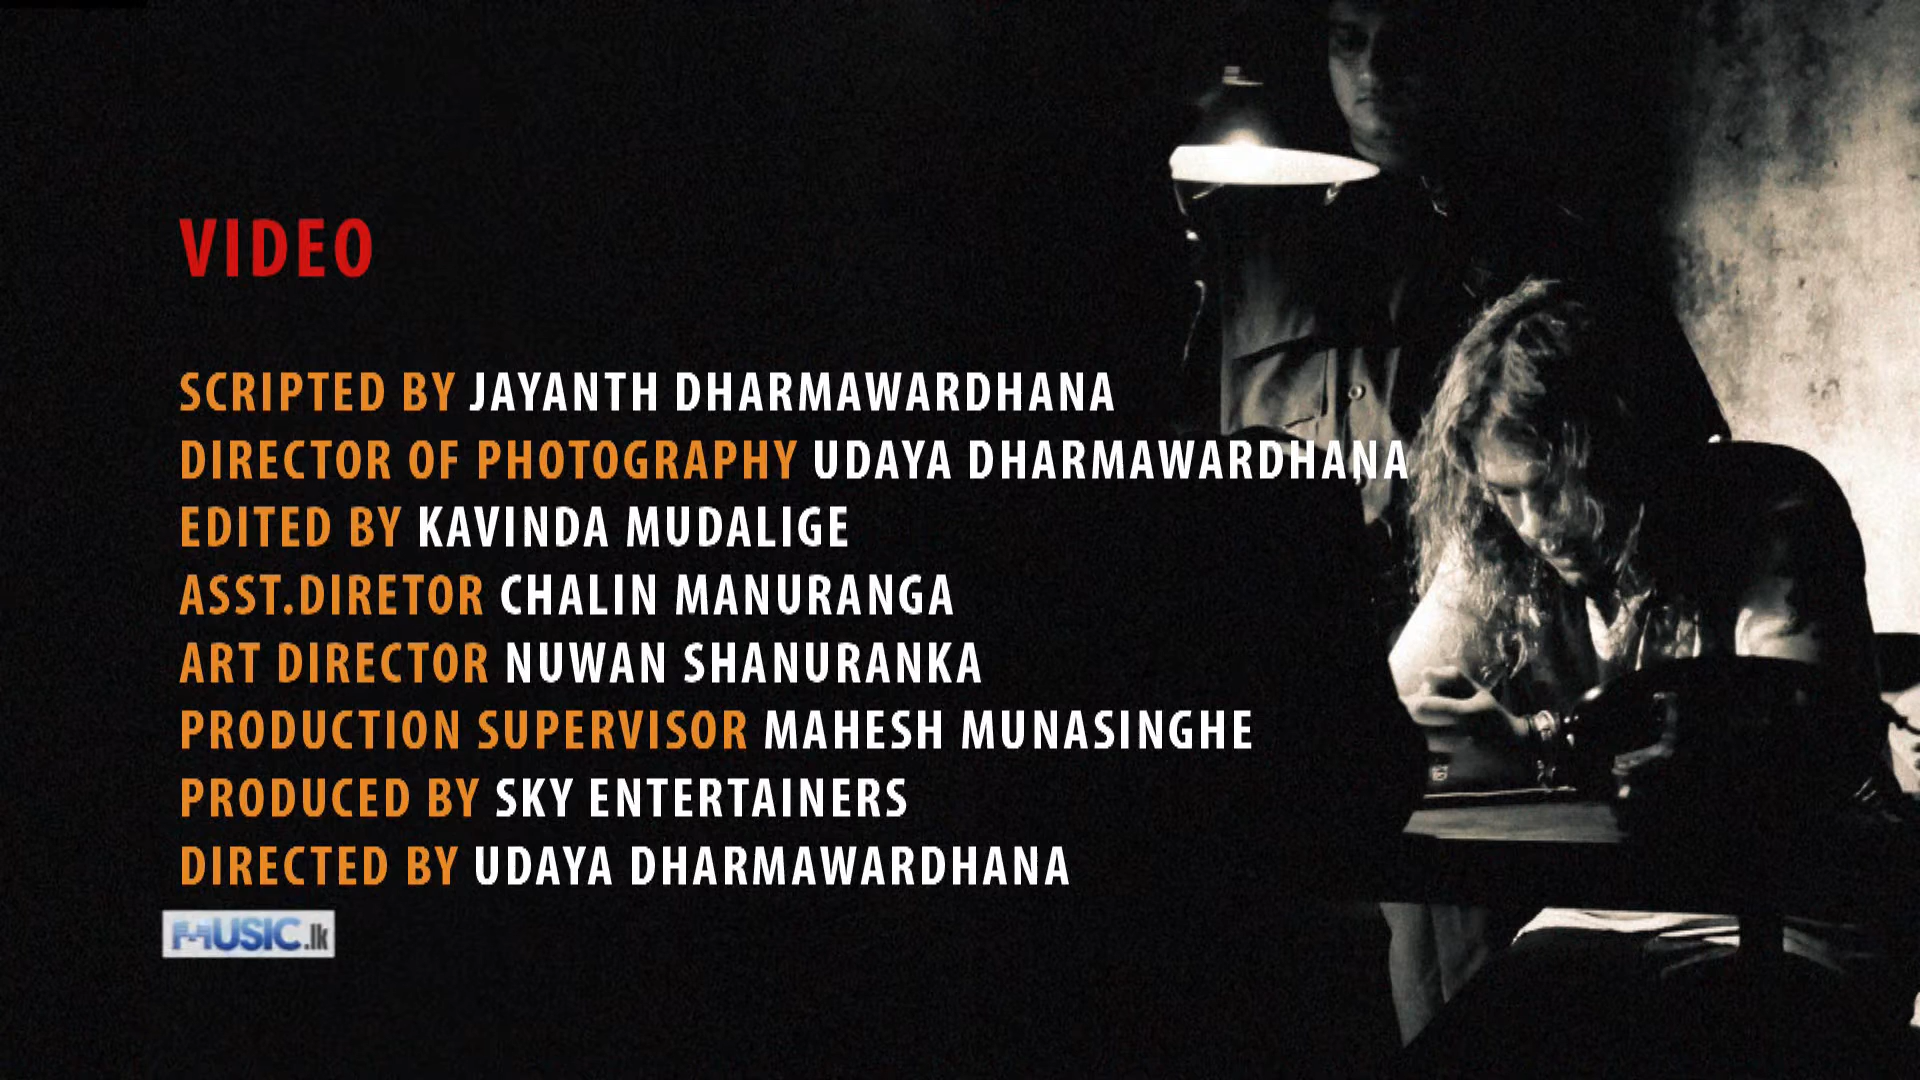 VIDEO
SCRIPTED BY JAYANTH DHARMAWARDHANA
DIRECTOR OF PHOTOGRAPHY UDAYA DHARMAWARDHANA
EDITED BY KAVINDA MUDALIGE
ASST.DIRETOR CHALIN MANURANGA
ART DIRECTOR NUWAN SHANURANKA
PRODUCTION SUPERVISOR MAHESH MUNASINGHE
PRODUCED BY SKY ENTERTAINERS
DIRECTED BY UDAYA DHARMAWARDHANA
MUSIC.lk